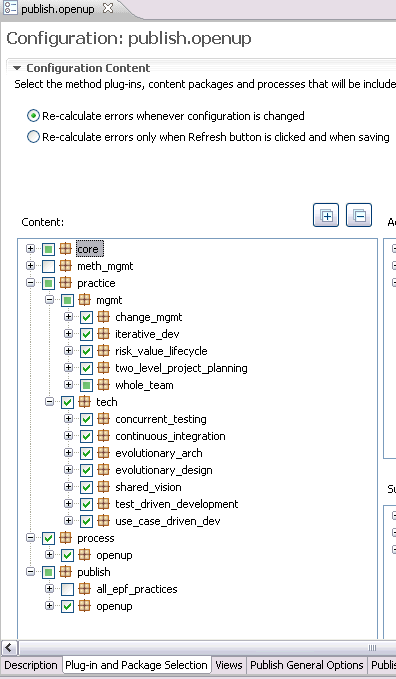 publish.openup
Configuration: publish.openup
Configuration Content
Select the method plug-ins, content packages and processes that will be include
Re-calculate errors whenever configuration is changed
Re-calculate errors only when Refresh button is clicked and when saving
Content:
core
meth_mgmt
practice
mgmt
change_mgmt
iterative_dev
risk_value_lifecycle
two_level_project_planning
whole_team
tech
concurrent_testing
continuous_integration
evolutionary_arch
evolutionary_design
shared_vision
test_driven_development
use_case_driven_dev
process
openup
publish
all_epf_practices
openup
Description Plug-in and Package Selection Views Publish General Options Publis